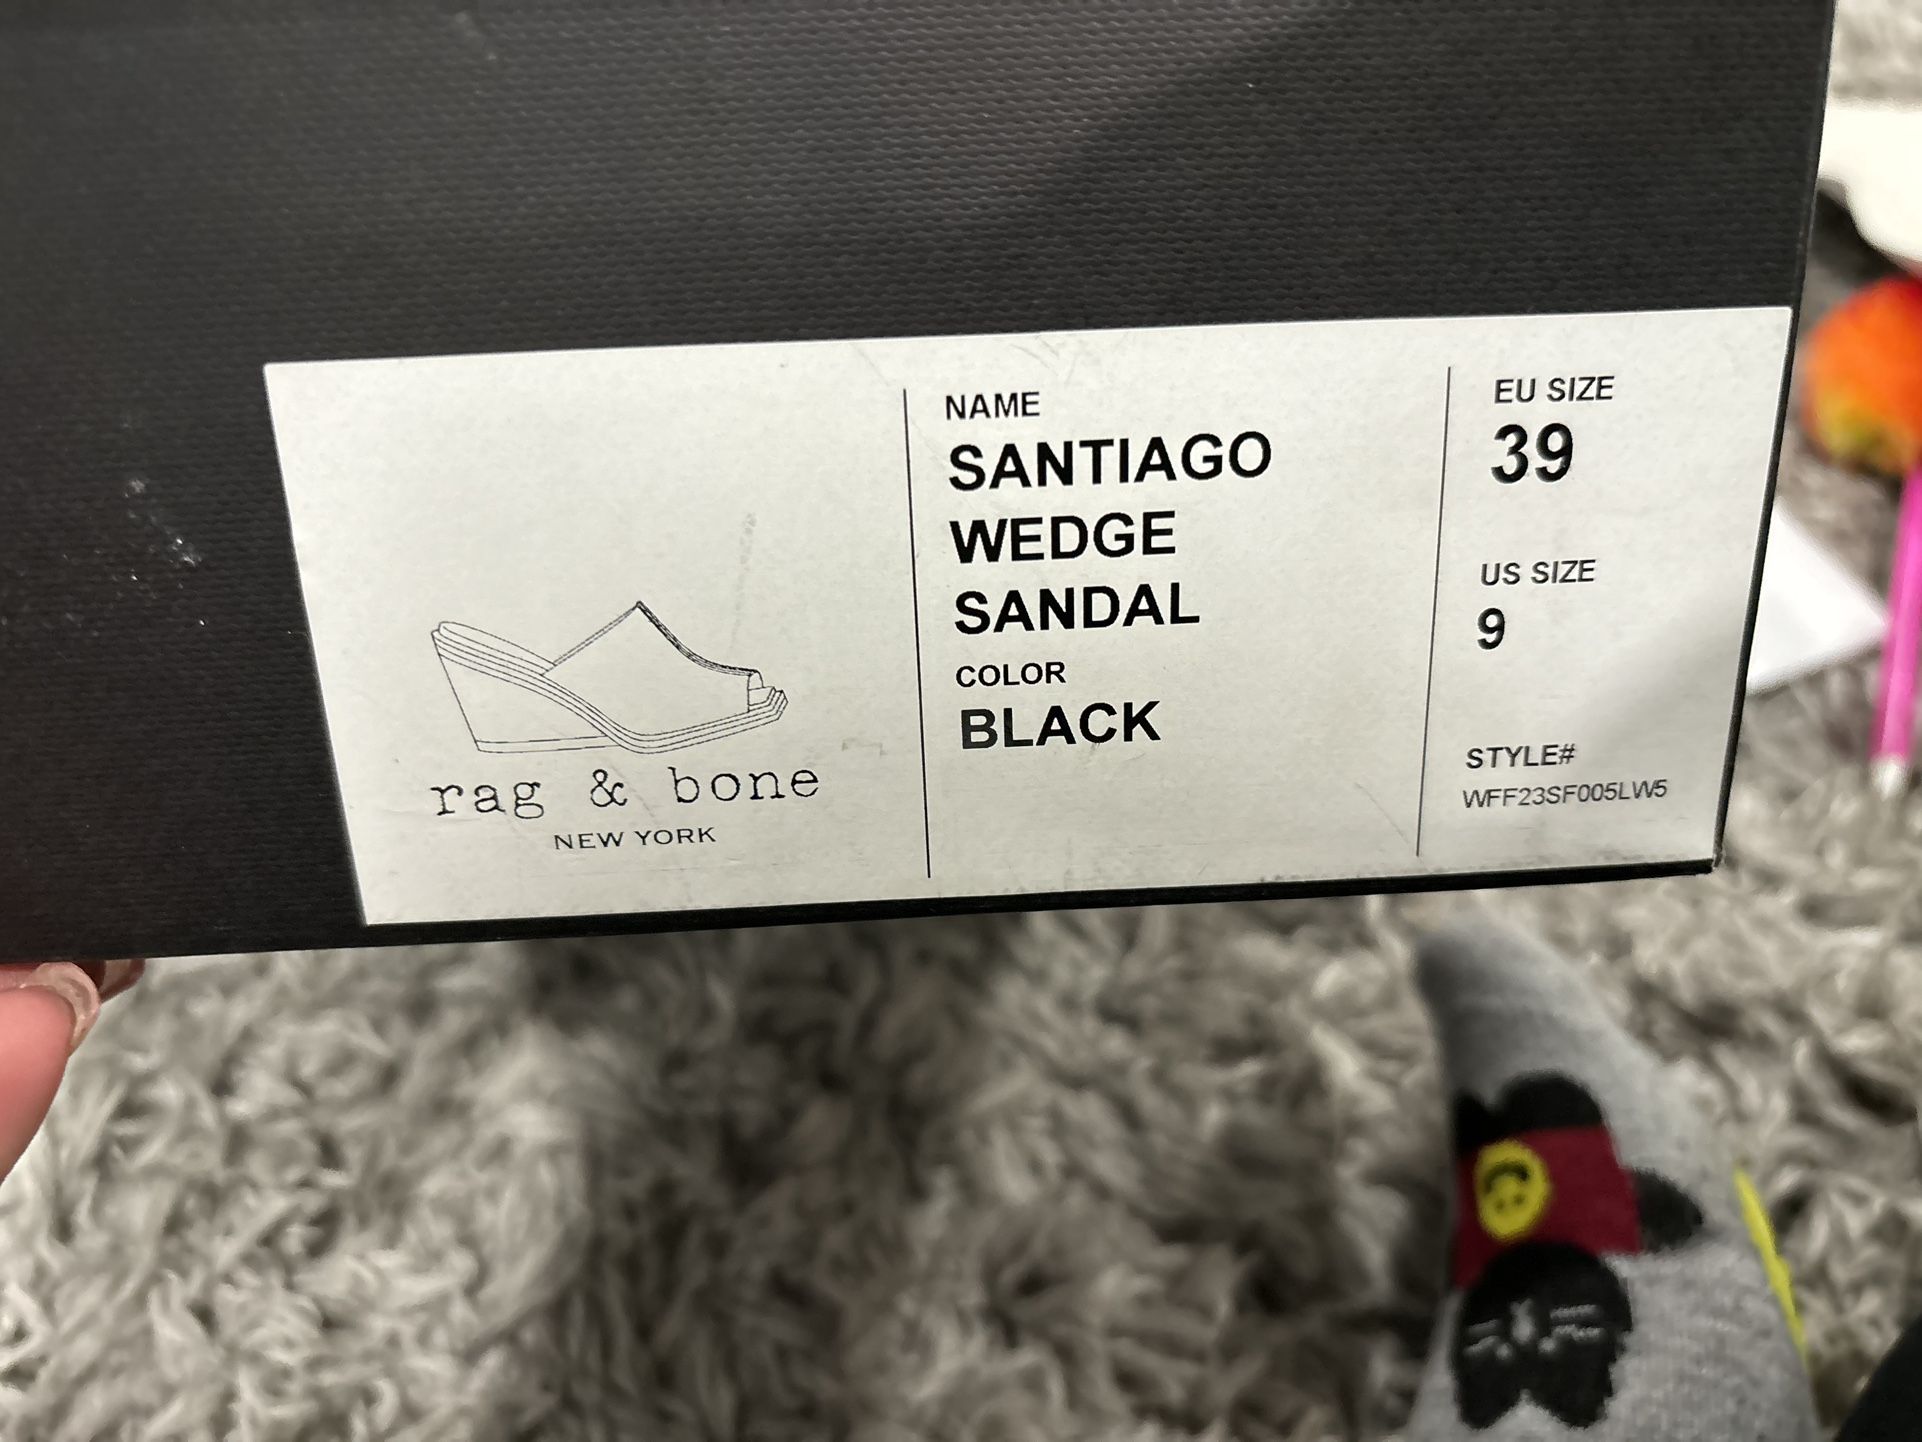 rag & bone
NEW YORK
NAME
SANTIAGO
WEDGE
SANDAL
COLOR
BLACK
EU SIZE
39
US SIZE
9
STYLE#
WFF23SF005LW5